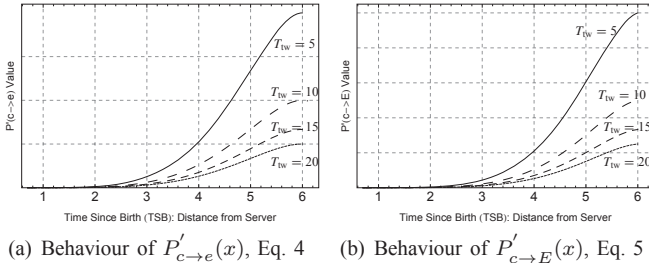 P'(c->e) Value
T_tw = 5
T_tw = 10
T_tw = 15
T_tw = 20
1 2 3 4 5 6
Time Since Birth (TSB): Distance from Server
(a) Behaviour of P'_{c→e}(x), Eq. 4
P'(c->E) Value
T_tw = 5
T_tw = 10
T_tw = 15
T_tw = 20
1 2 3 4 5 6
Time Since Birth (TSB): Distance from Server
(b) Behaviour of P'_{c→E}(x), Eq. 5